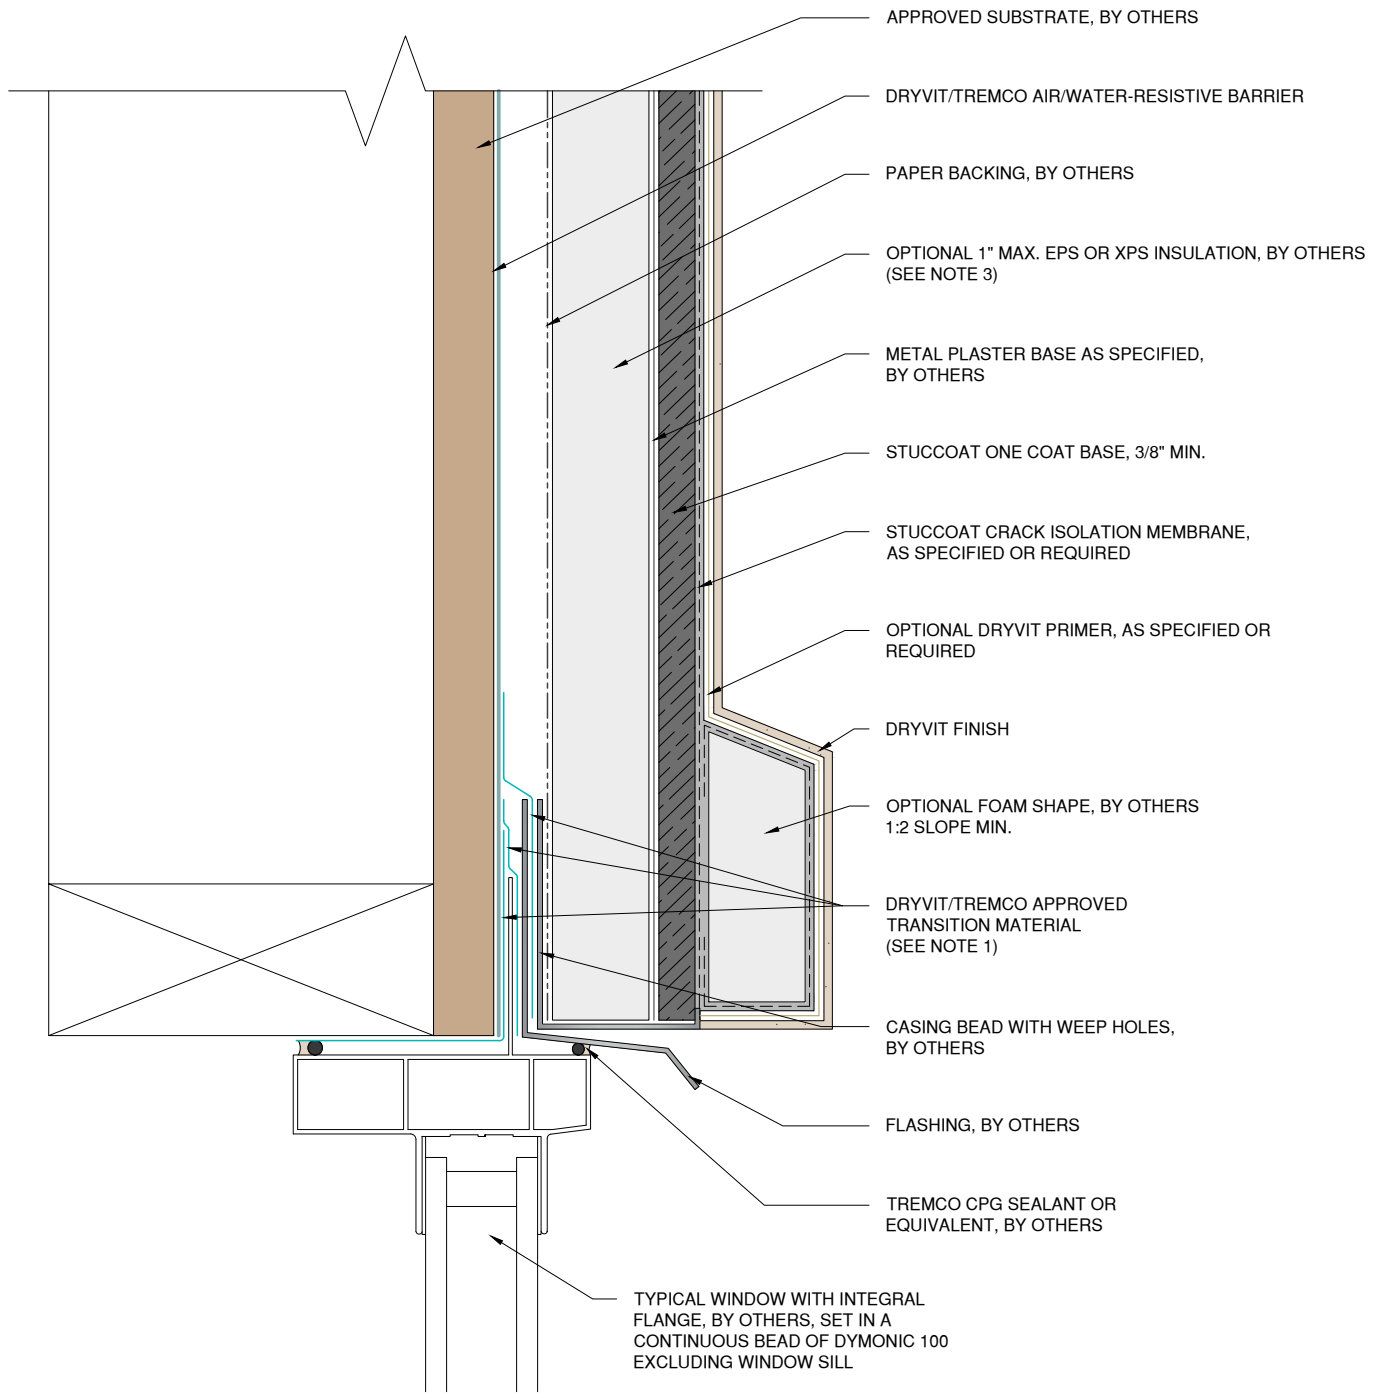 APPROVED SUBSTRATE, BY OTHERS
DRYVIT/TREMCO AIR/WATER-RESISTIVE BARRIER
PAPER BACKING, BY OTHERS
OPTIONAL 1" MAX. EPS OR XPS INSULATION, BY OTHERS
(SEE NOTE 3)
METAL PLASTER BASE AS SPECIFIED,
BY OTHERS
STUCCOAT ONE COAT BASE, 3/8" MIN.
STUCCOAT CRACK ISOLATION MEMBRANE,
AS SPECIFIED OR REQUIRED
OPTIONAL DRYVIT PRIMER, AS SPECIFIED OR
REQUIRED
DRYVIT FINISH
OPTIONAL FOAM SHAPE, BY OTHERS
1:2 SLOPE MIN.
DRYVIT/TREMCO APPROVED
TRANSITION MATERIAL
(SEE NOTE 1)
CASING BEAD WITH WEEP HOLES,
BY OTHERS
FLASHING, BY OTHERS
TREMCO CPG SEALANT OR
EQUIVALENT, BY OTHERS
TYPICAL WINDOW WITH INTEGRAL
FLANGE, BY OTHERS, SET IN A
CONTINUOUS BEAD OF DYMONIC 100
EXCLUDING WINDOW SILL